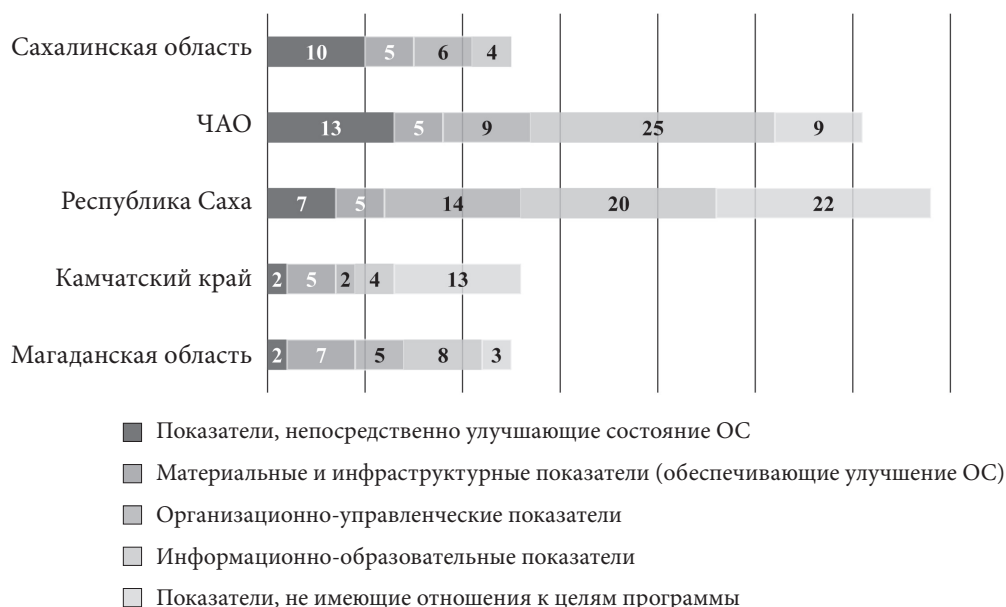 Сахалинская область 10 5 6 4
ЧАО 13 5 9 25 9
Республика Саха 7 5 14 20 22
Камчатский край 2 5 2 4 13
Магаданская область 2 7 5 8 3
Показатели, непосредственно улучшающие состояние ОС
Материальные и инфраструктурные показатели (обеспечивающие улучшение ОС)
Организационно-управленческие показатели
Информационно-образовательные показатели
Показатели, не имеющие отношения к целям программы